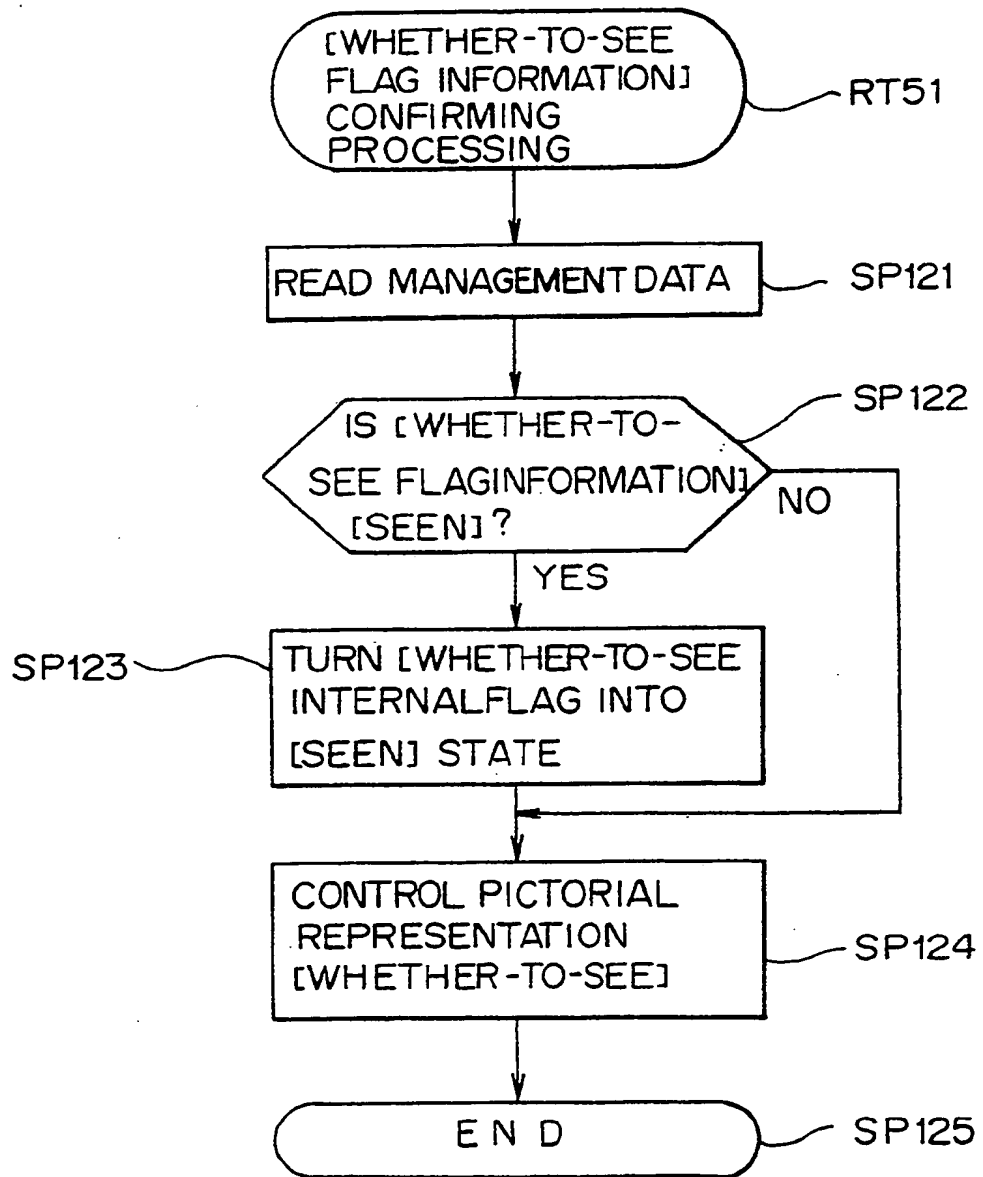 [WHETHER-TO-SEE
FLAG INFORMATION]
CONFIRMING
PROCESSING
RT51
READ MANAGEMENT DATA
SP121
SP122
IS [WHETHER-TO-
SEE FLAGINFORMATION]
[SEEN]?
NO
YES
SP123
TURN [WHETHER-TO-SEE
INTERNALFLAG INTO
[SEEN] STATE
CONTROL PICTORIAL
REPRESENTATION
[WHETHER-TO-SEE]
SP124
END
SP125